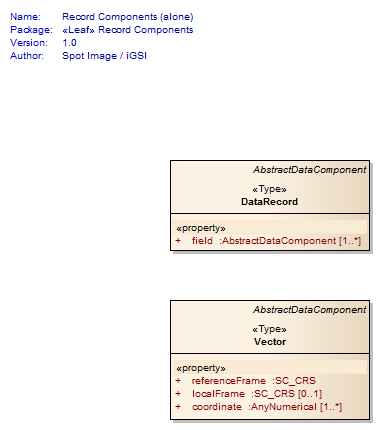 Name: Record Components (alone)
Package: «Leaf» Record Components
Version: 1.0
Author: Spot Image / iGSI
AbstractDataComponent
«Type»
DataRecord
«property»
+ field :AbstractDataComponent [1..*]
AbstractDataComponent
«Type»
Vector
«property»
+ referenceFrame :SC_CRS
+ localFrame :SC_CRS [0..1]
+ coordinate :AnyNumerical [1..*]